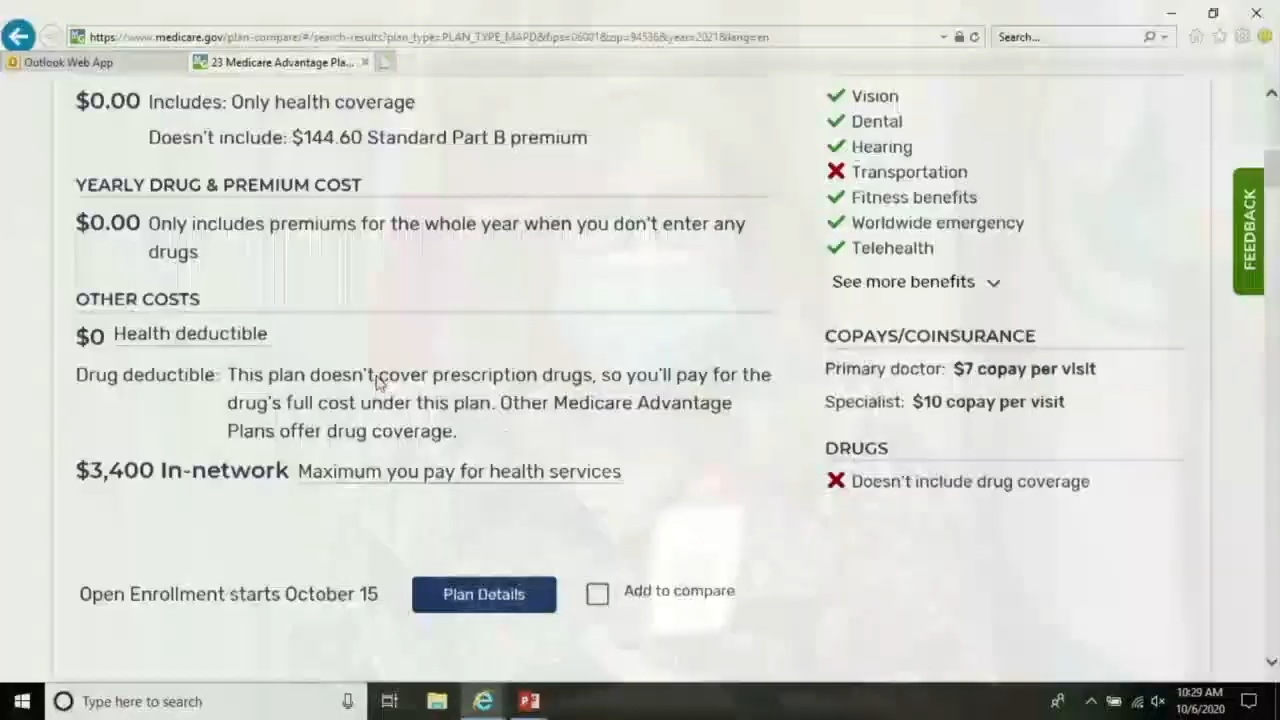 https://www.medicare.gov/plan-compare/#/search-results?plan_type=PLAN_TYPE_MAPD&fips=06001&zip=94536&year=2021&lang=en
Search...
Outlook Web App
23 Medicare Advantage Pla...
$0.00 Includes: Only health coverage
Doesn't include: $144.60 Standard Part B premium
YEARLY DRUG & PREMIUM COST
$0.00 Only includes premiums for the whole year when you don't enter any
drugs
OTHER COSTS
$0 Health deductible
Drug deductible: This plan doesn't cover prescription drugs, so you'll pay for the
drug's full cost under this plan. Other Medicare Advantage
Plans offer drug coverage.
$3,400 In-network Maximum you pay for health services
Open Enrollment starts October 15
Plan Details
Add to compare
Vision
Dental
Hearing
Transportation
Fitness benefits
Worldwide emergency
Telehealth
See more benefits
COPAYS/COINSURANCE
Primary doctor: $7 copay per visit
Specialist: $10 copay per visit
DRUGS
Doesn't include drug coverage
FEEDBACK
Type here to search
10:29 AM
10/6/2020